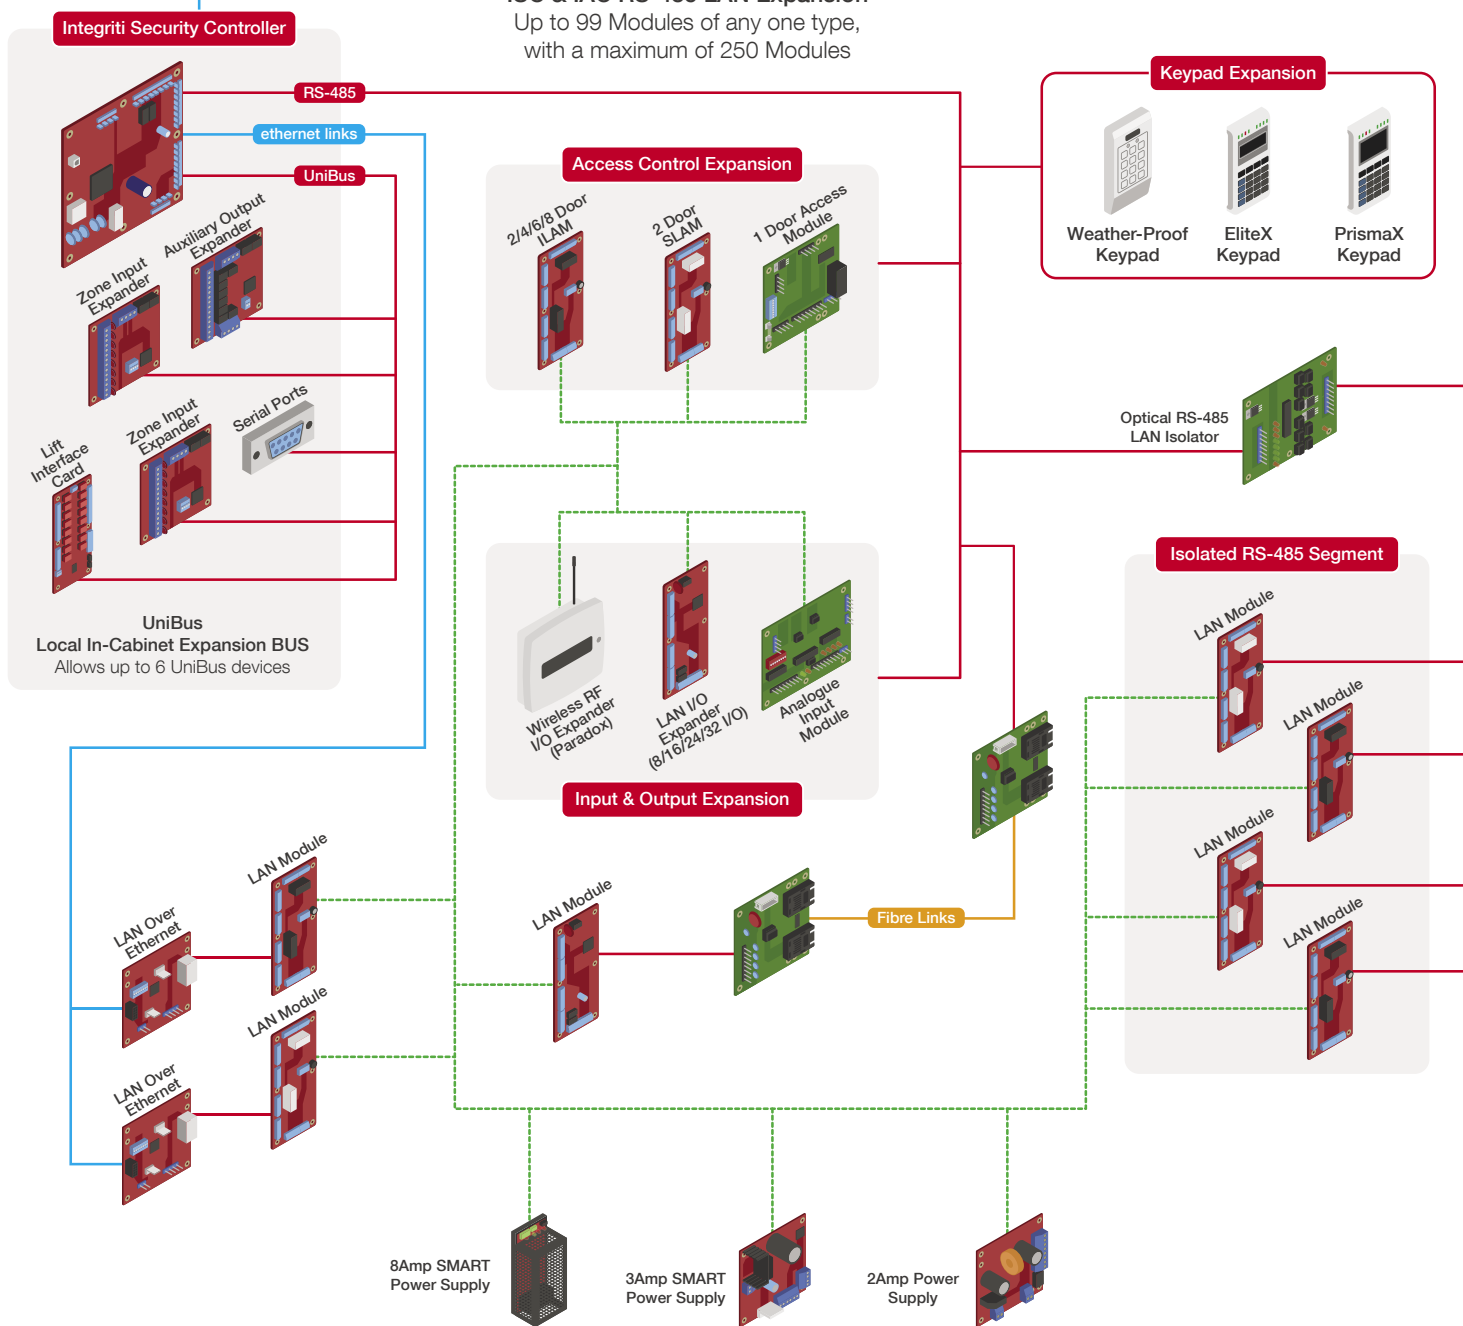 Integriti Security Controller
Up to 99 Modules of any one type,
with a maximum of 250 Modules
RS-485
ethernet links
UniBus
Auxiliary Output
Expander
Zone Input
Expander
Zone Input
Expander
Serial Ports
Lift
Interface
Card
UniBus
Local In-Cabinet Expansion BUS
Allows up to 6 UniBus devices
Access Control Expansion
2/4/6/8 Door
ILAM
2 Door
SLAM
1 Door Access
Module
Keypad Expansion
Weather-Proof
Keypad
EliteX
Keypad
PrismaX
Keypad
Optical RS-485
LAN Isolator
Wireless RF
I/O Expander
(Paradox)
LAN I/O
Expander
(8/16/24/32 I/O)
Analogue
Input
Module
Input & Output Expansion
Isolated RS-485 Segment
LAN Module
LAN Module
LAN Module
LAN Module
LAN Module
LAN Over
Ethernet
LAN Module
LAN Over
Ethernet
LAN Module
Fibre Links
8Amp SMART
Power Supply
3Amp SMART
Power Supply
2Amp Power
Supply